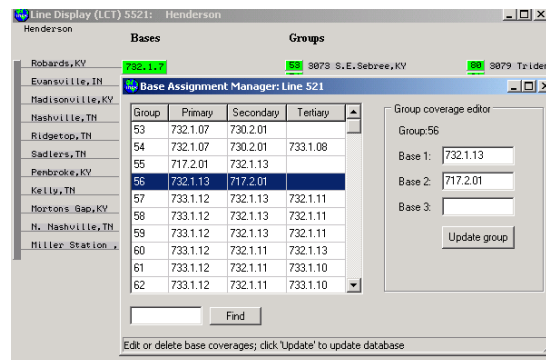 Line Display (LCT) 5521: Henderson
Henderson
Bases Groups
Robards,KY 732.1.7 53 3073 S.E.Sebree,KY 80 3079 Triden
Evansville,IN
Madisonville,KY
Nashville,TN
Ridgetop,TN
Sadlers,TN
Pembroke,KY
Kelly,TN
Mortons Gap,KY
N. Nashville,TN
Miller Station ,
Base Assignment Manager: Line 521
Group Primary Secondary Tertiary
53 732.1.07 730.2.01
54 732.1.07 730.2.01 733.1.08
55 717.2.01 732.1.13
56 732.1.13 717.2.01
57 733.1.12 732.1.13 732.1.11
58 733.1.12 732.1.13 732.1.11
59 733.1.12 732.1.13 732.1.11
60 733.1.12 732.1.11 732.1.13
61 733.1.12 732.1.11 733.1.10
62 733.1.12 732.1.11 733.1.10
Find
Group coverage editor
Group:56
Base 1: 732.1.13
Base 2: 717.2.01
Base 3:
Update group
Edit or delete base coverages; click 'Update' to update database